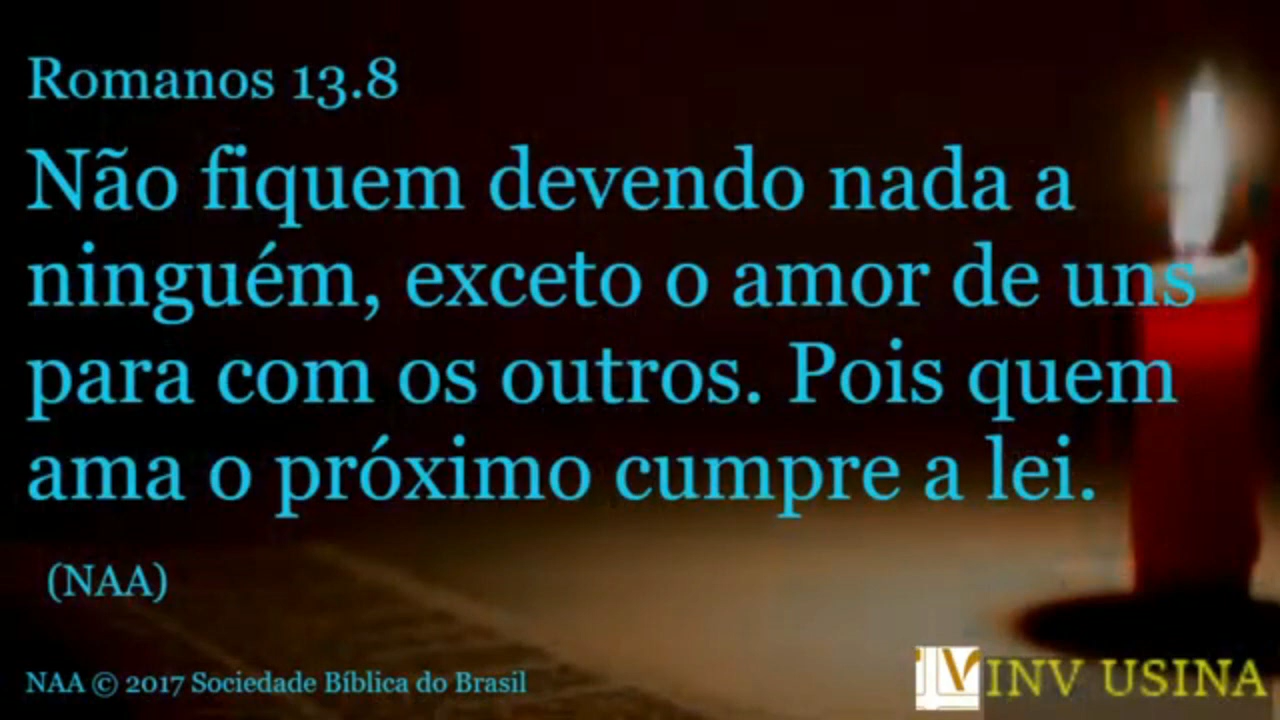 Romanos 13.8
Não fiquem devendo nada a
ninguém, exceto o amor de uns
para com os outros. Pois quem
ama o próximo cumpre a lei.
(NAA)
NAA © 2017 Sociedade Bíblica do Brasil
INV USINA